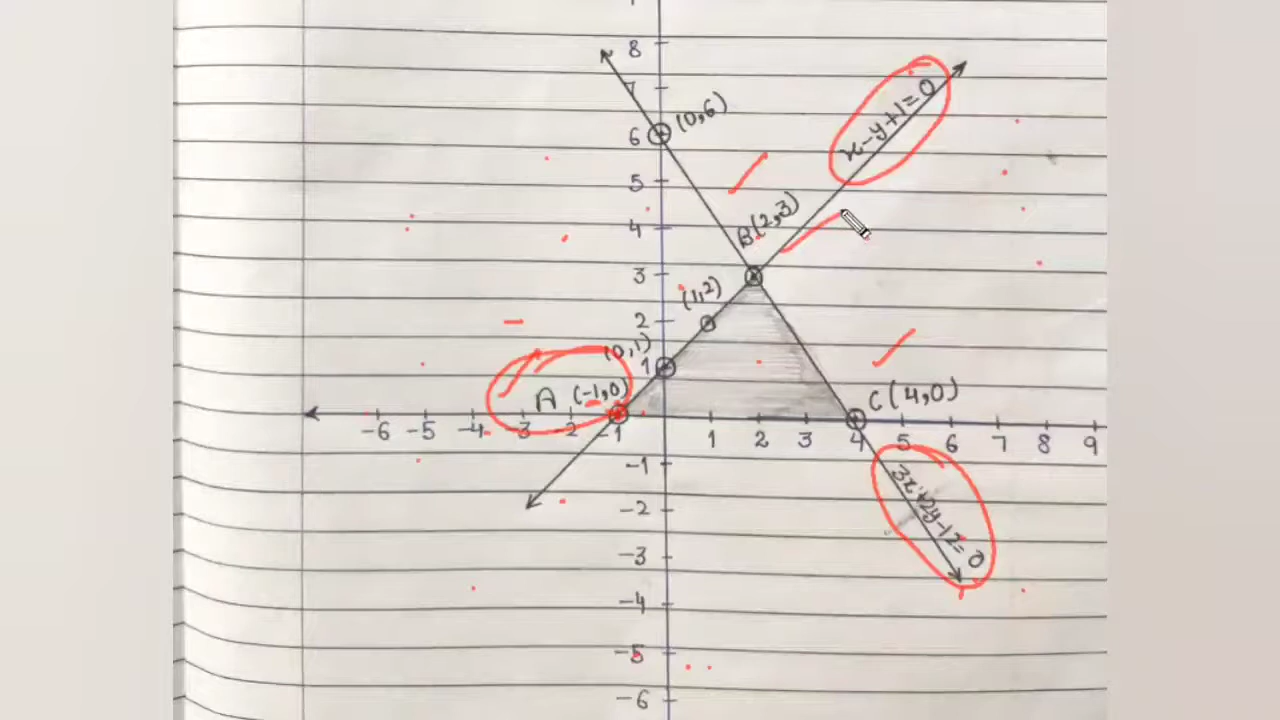 8
7
6
(0,6)
x-y+1=0
5
4
B(2,3)
3
(1,2)
2
(0,1)
1
A (-1,0)
C(4,0)
-6 -5 -4 -3 -2 -1 1 2 3 4 5 6 7 8 9
3x+2y-12=0
-1
-2
-3
-4
-5
-6